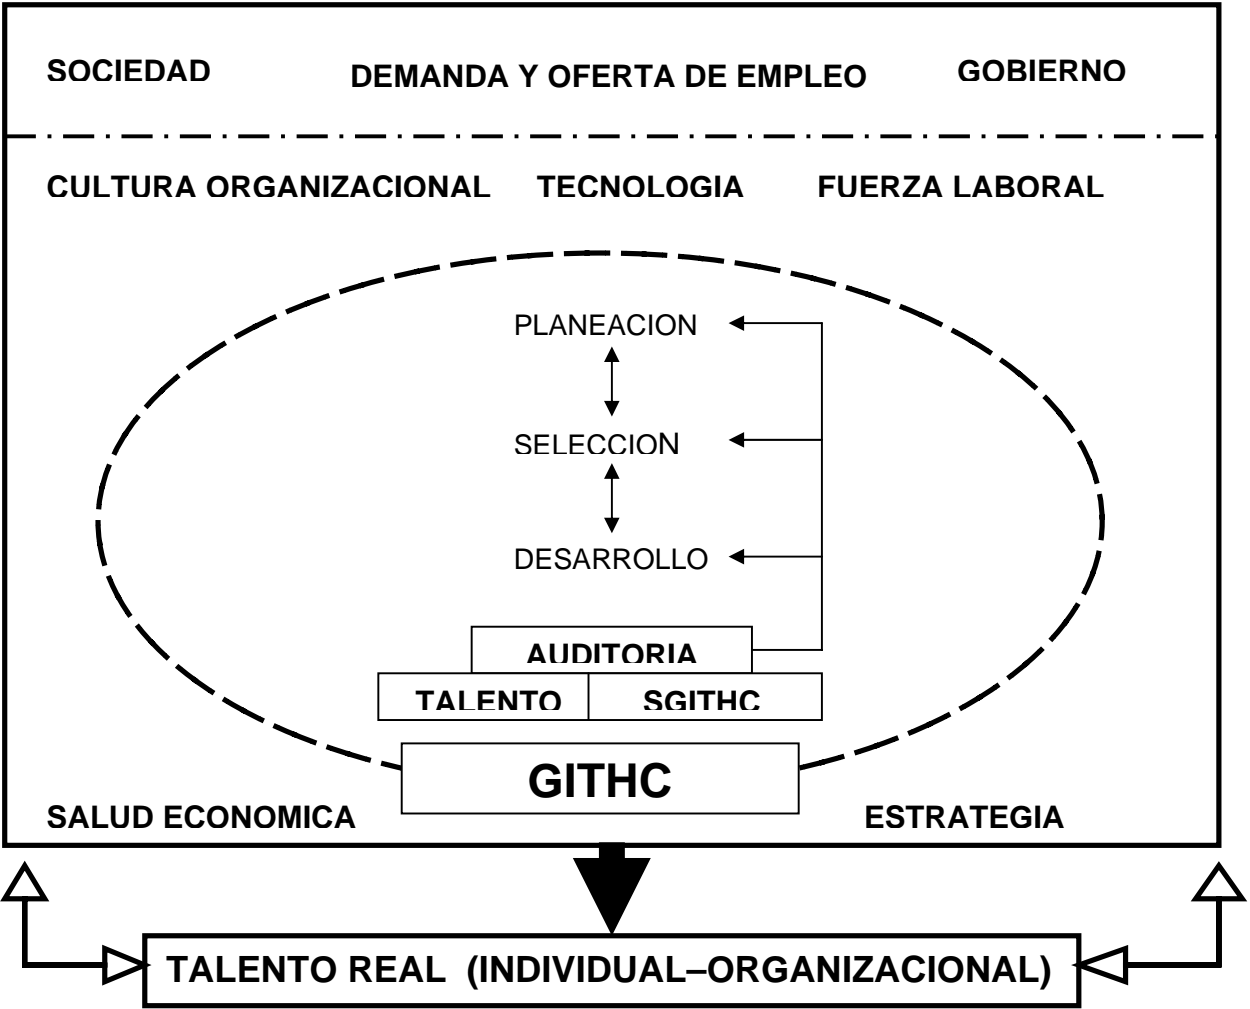 SOCIEDAD DEMANDA Y OFERTA DE EMPLEO GOBIERNO
CULTURA ORGANIZACIONAL TECNOLOGIA FUERZA LABORAL
PLANEACION
SELECCION
DESARROLLO
AUDITORIA
TALENTO SGITHC
GITHC
SALUD ECONOMICA ESTRATEGIA
TALENTO REAL (INDIVIDUAL–ORGANIZACIONAL)